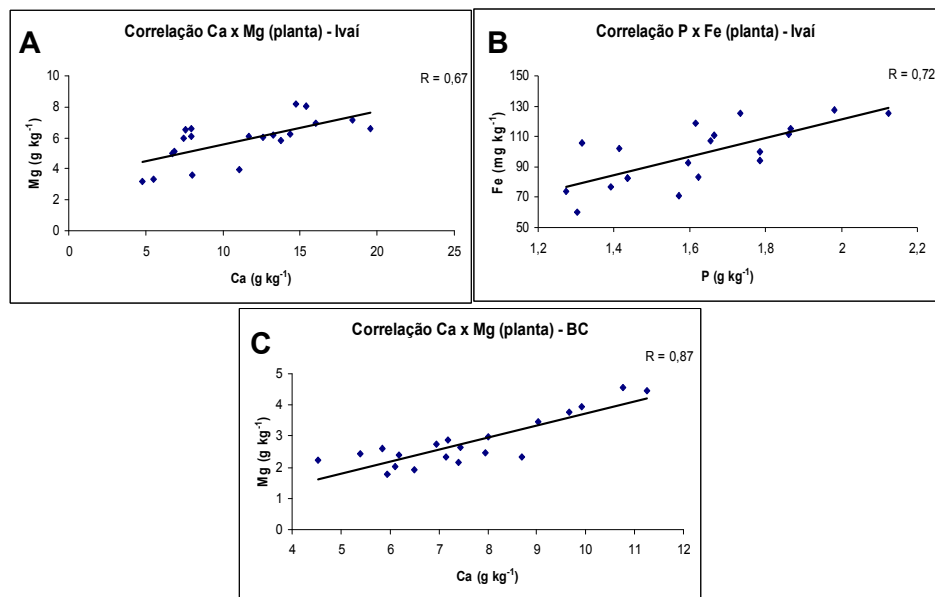 A
Correlação Ca x Mg (planta) - Ivaí
R = 0,67
10
8
6
4
2
0
Mg (g kg⁻¹)
0 5 10 15 20 25
Ca (g kg⁻¹)
B
Correlação P x Fe (planta) - Ivaí
R = 0,72
150
130
110
90
70
50
Fe (mg kg⁻¹)
1,2 1,4 1,6 1,8 2 2,2
P (g kg⁻¹)
C
Correlação Ca x Mg (planta) - BC
R = 0,87
5
4
3
2
1
0
Mg (g kg⁻¹)
4 5 6 7 8 9 10 11 12
Ca (g kg⁻¹)